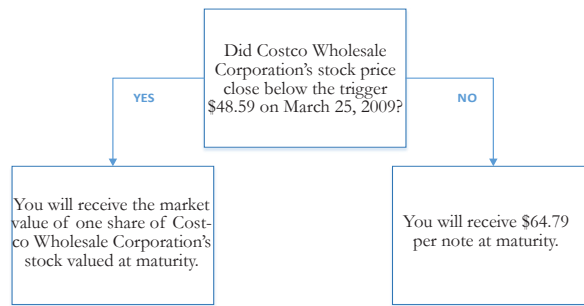 Did Costco Wholesale
Corporation's stock price
close below the trigger
$48.59 on March 25, 2009?
YES
NO
You will receive the market
value of one share of Cost-
co Wholesale Corporation's
stock valued at maturity.
You will receive $64.79
per note at maturity.